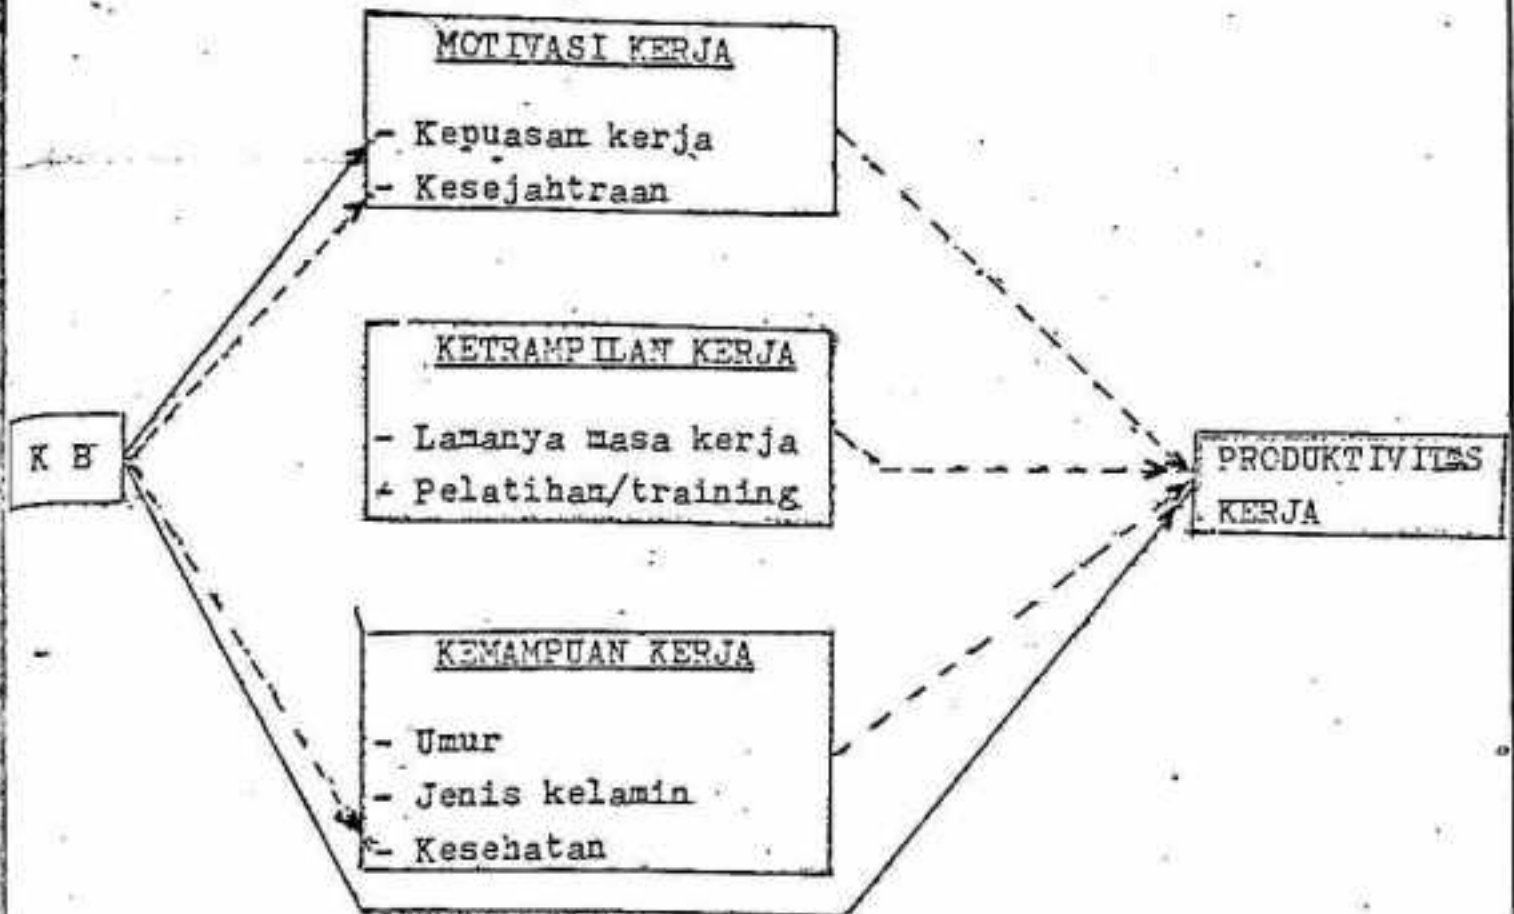 MOTIVASI KERJA
- Kepuasan kerja
- Kesejahtraan
KETRAMPILAN KERJA
- Lamanya masa kerja
- Pelatihan/training
K B
PRODUKTIVITAS
KERJA
KEMAMPUAN KERJA
- Umur
- Jenis kelamin
- Kesehatan